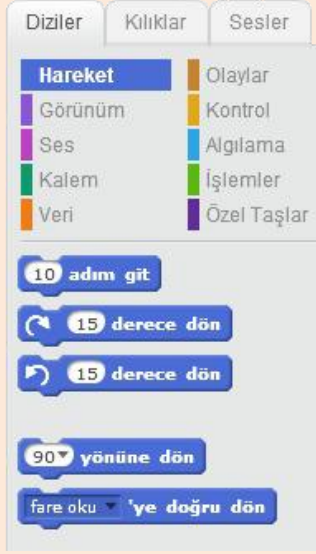 Diziler Kılıklar Sesler
Hareket Olaylar
Görünüm Kontrol
Ses Algılama
Kalem İşlemler
Veri Özel Taşlar
10 adım git
15 derece dön
15 derece dön
90 yönüne dön
fare oku 'ye doğru dön